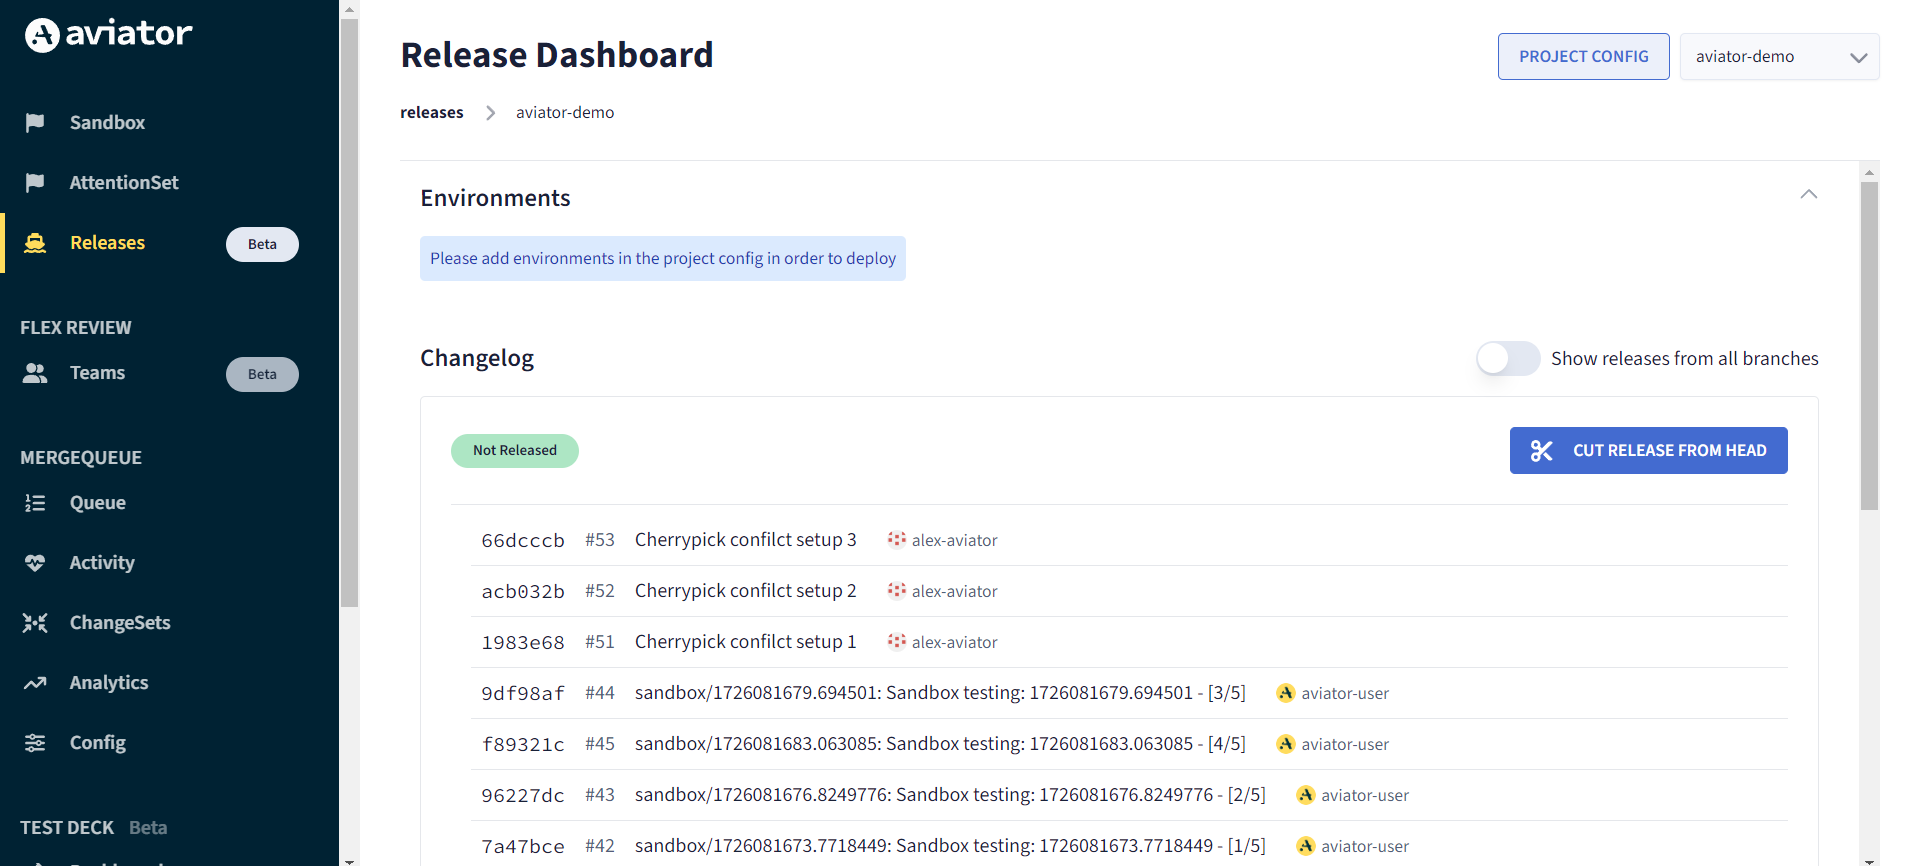 aviator
Sandbox
AttentionSet
Releases Beta
FLEX REVIEW
Teams Beta
MERGEQUEUE
Queue
Activity
ChangeSets
Analytics
Config
TEST DECK Beta
Release Dashboard
PROJECT CONFIG aviator-demo
releases aviator-demo
Environments
Please add environments in the project config in order to deploy
Changelog Show releases from all branches
Not Released CUT RELEASE FROM HEAD
66dcccb #53 Cherrypick confilct setup 3 alex-aviator
acb032b #52 Cherrypick confilct setup 2 alex-aviator
1983e68 #51 Cherrypick confilct setup 1 alex-aviator
9df98af #44 sandbox/1726081679.694501: Sandbox testing: 1726081679.694501 - [3/5] aviator-user
f89321c #45 sandbox/1726081683.063085: Sandbox testing: 1726081683.063085 - [4/5] aviator-user
96227dc #43 sandbox/1726081676.8249776: Sandbox testing: 1726081676.8249776 - [2/5] aviator-user
7a47bce #42 sandbox/1726081673.7718449: Sandbox testing: 1726081673.7718449 - [1/5] aviator-user